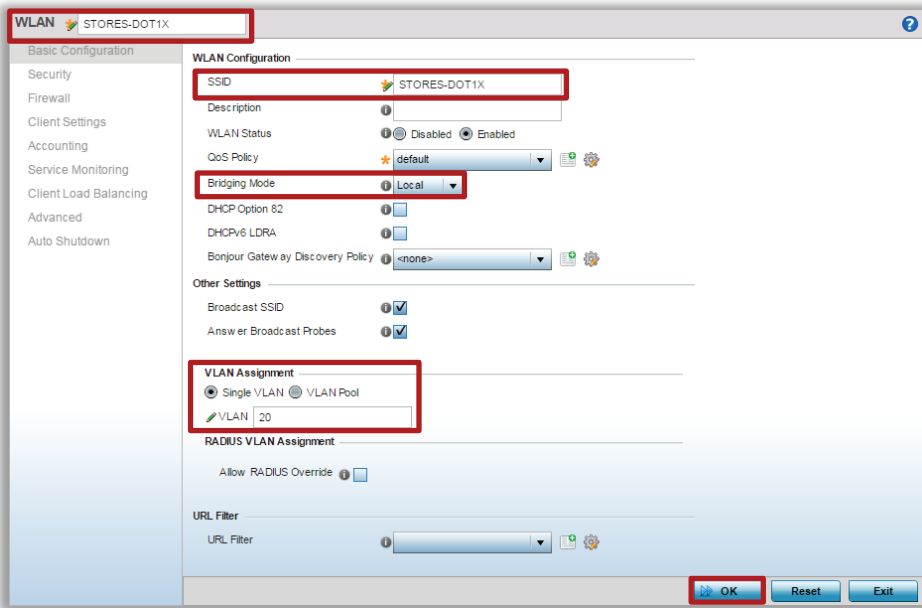 WLAN STORES-DOT1X ?
Basic Configuration
Security
Firewall
Client Settings
Accounting
Service Monitoring
Client Load Balancing
Advanced
Auto Shutdown
WLAN Configuration
SSID STORES-DOT1X
Description
WLAN Status Disabled Enabled
QoS Policy default
Bridging Mode Local
DHCP Option 82
DHCPv6 LDRA
Bonjour Gateway Discovery Policy <none>
Other Settings
Broadcast SSID
Answer Broadcast Probes
VLAN Assignment
Single VLAN VLAN Pool
VLAN 20
RADIUS VLAN Assignment
Allow RADIUS Override
URL Filter
URL Filter
OK Reset Exit